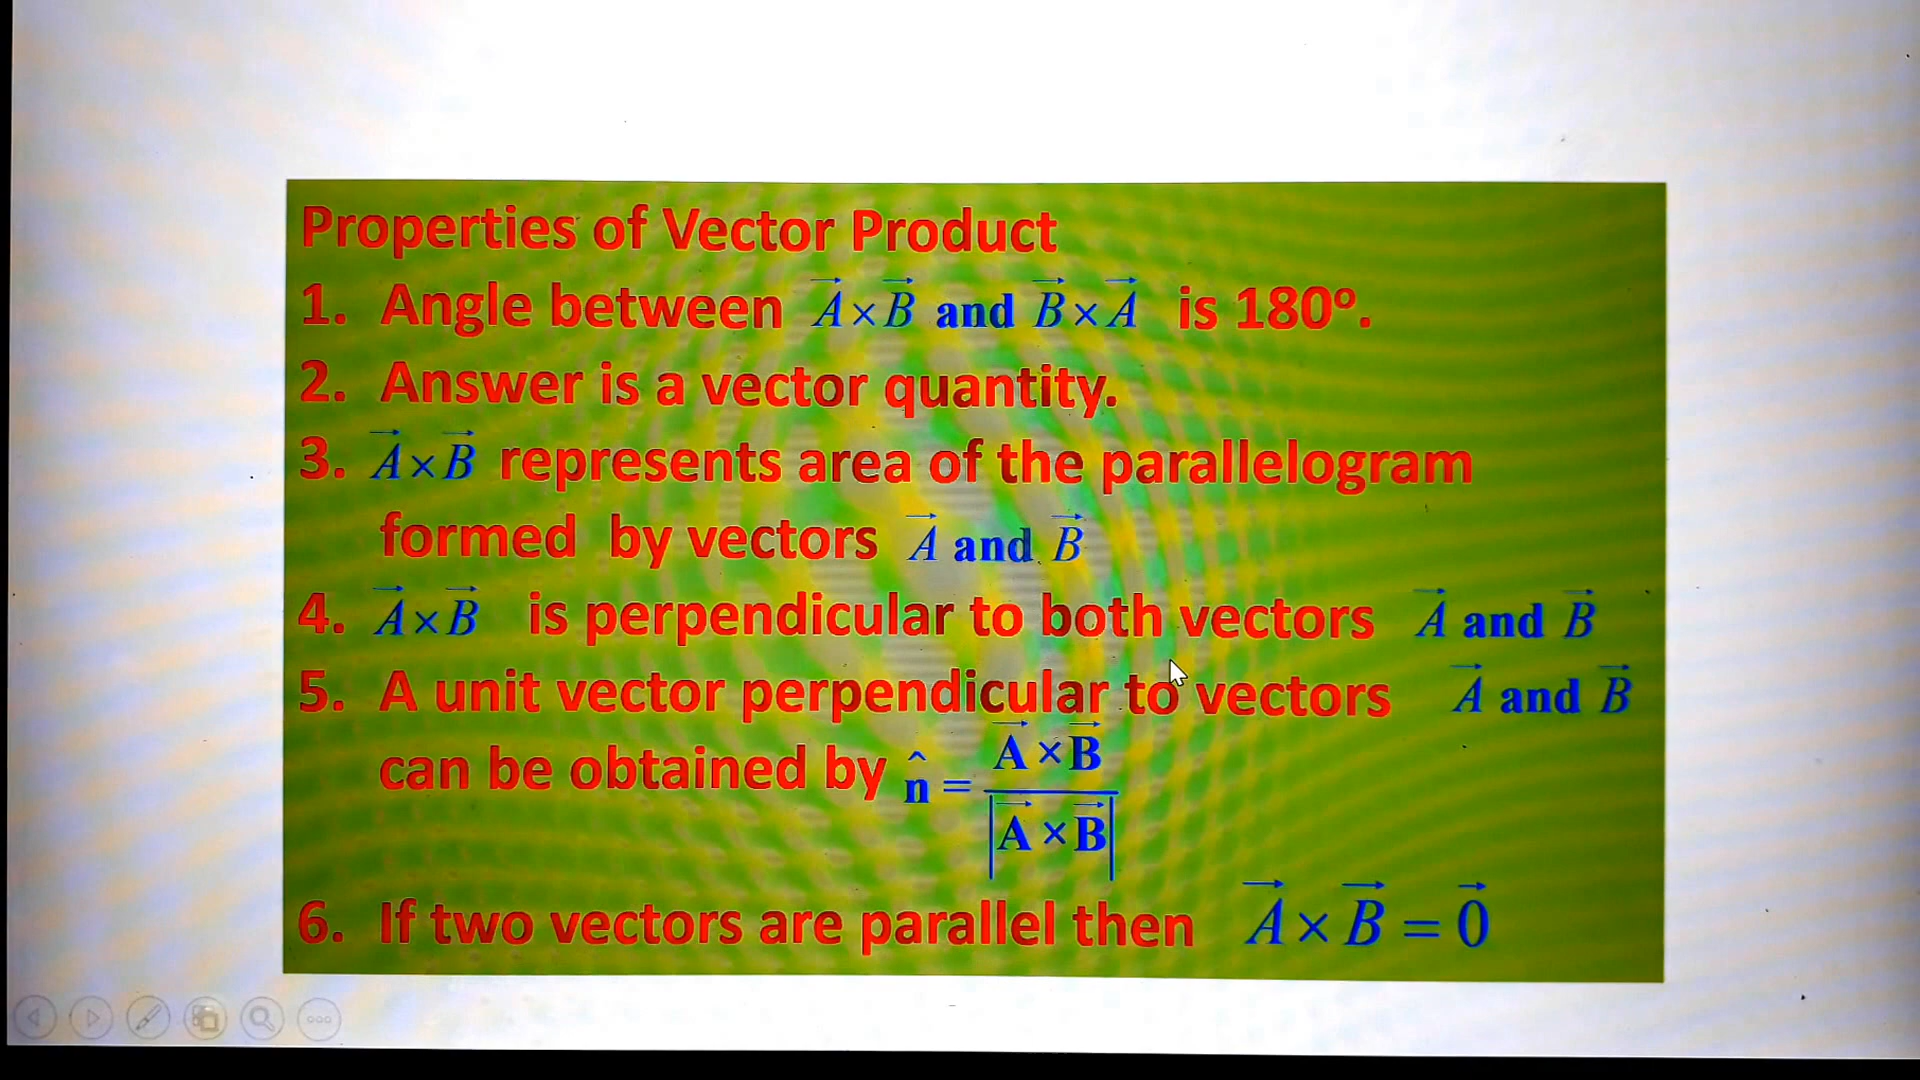 Properties of Vector Product
1. Angle between A⃗ × B⃗ and B⃗ × A⃗ is 180º.
2. Answer is a vector quantity.
3. A⃗ × B⃗ represents area of the parallelogram
formed by vectors A⃗ and B⃗
4. A⃗ × B⃗ is perpendicular to both vectors A⃗ and B⃗
5. A unit vector perpendicular to vectors A⃗ and B⃗
can be obtained by n̂ = (A⃗ × B⃗) / |A⃗ × B⃗|
6. If two vectors are parallel then A⃗ × B⃗ = 0⃗